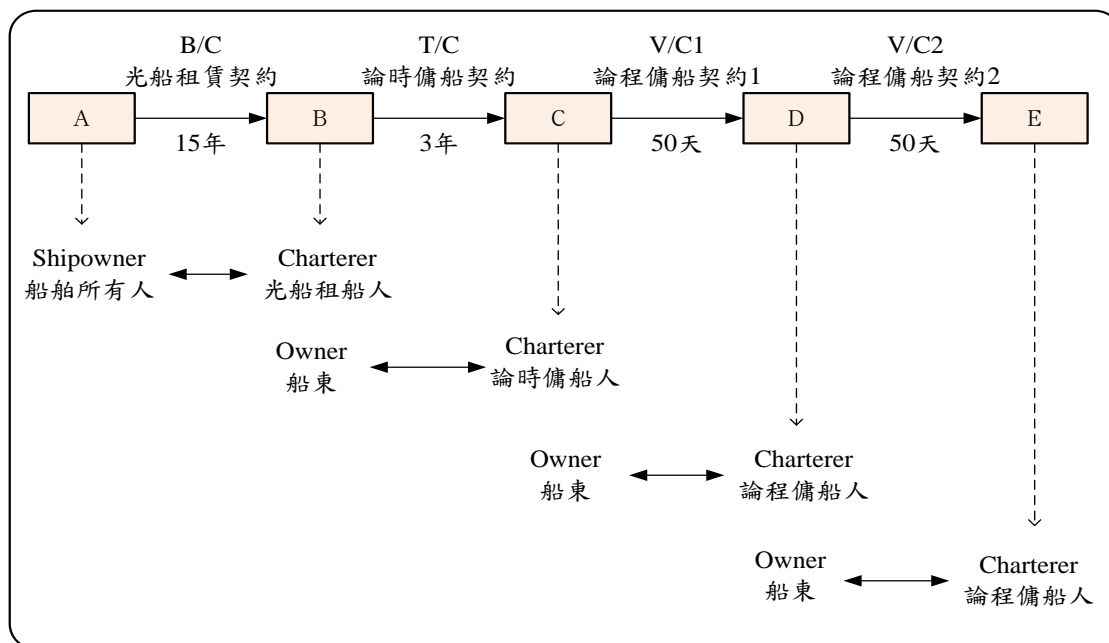 B/C T/C V/C1 V/C2
光船租賃契約 論時傭船契約 論程傭船契約1 論程傭船契約2
A B C D E
15年 3年 50天 50天
Shipowner Charterer
船舶所有人 光船租船人
Owner Charterer
船東 論時傭船人
Owner Charterer
船東 論程傭船人
Owner Charterer
船東 論程傭船人